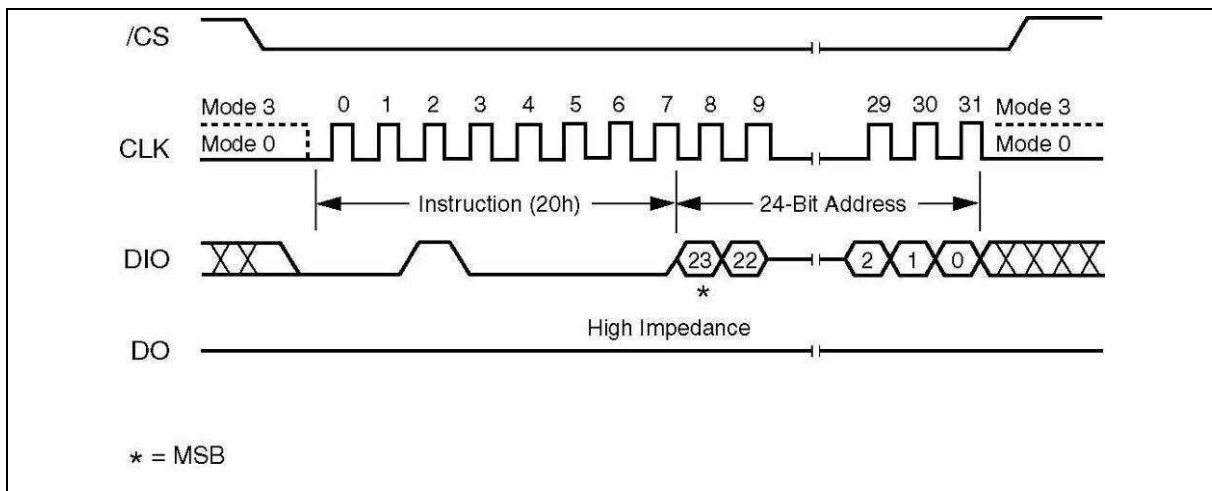 /CS
Mode 3 0 1 2 3 4 5 6 7 8 9 29 30 31 Mode 3
CLK Mode 0 Mode 0
Instruction (20h) 24-Bit Address
DIO 23 22 2 1 0
*
High Impedance
DO
* = MSB